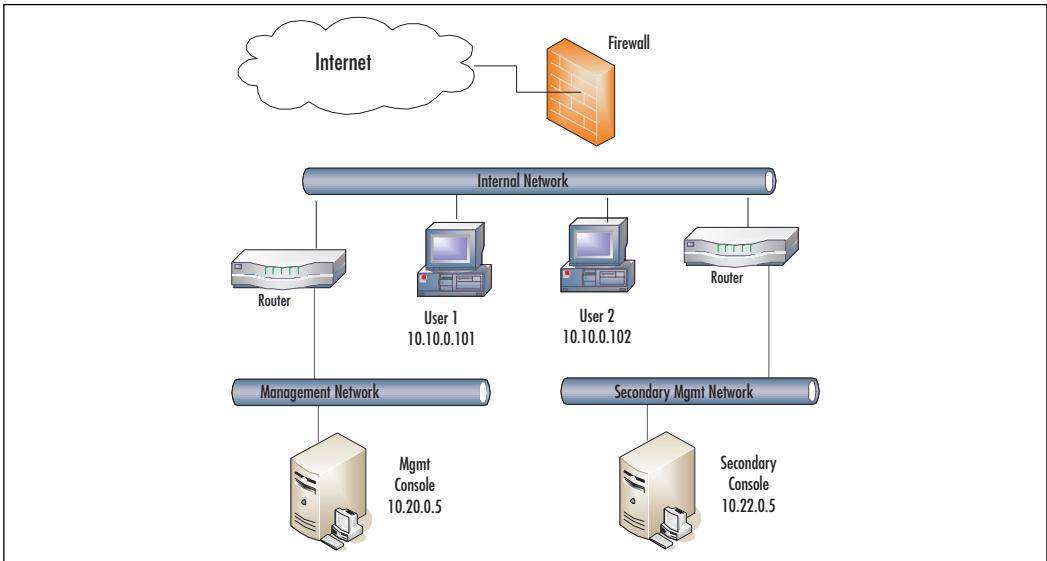 Internet
Firewall
Internal Network
Router
User 1
10.10.0.101
User 2
10.10.0.102
Router
Management Network
Secondary Mgmt Network
Mgmt
Console
10.20.0.5
Secondary
Console
10.22.0.5